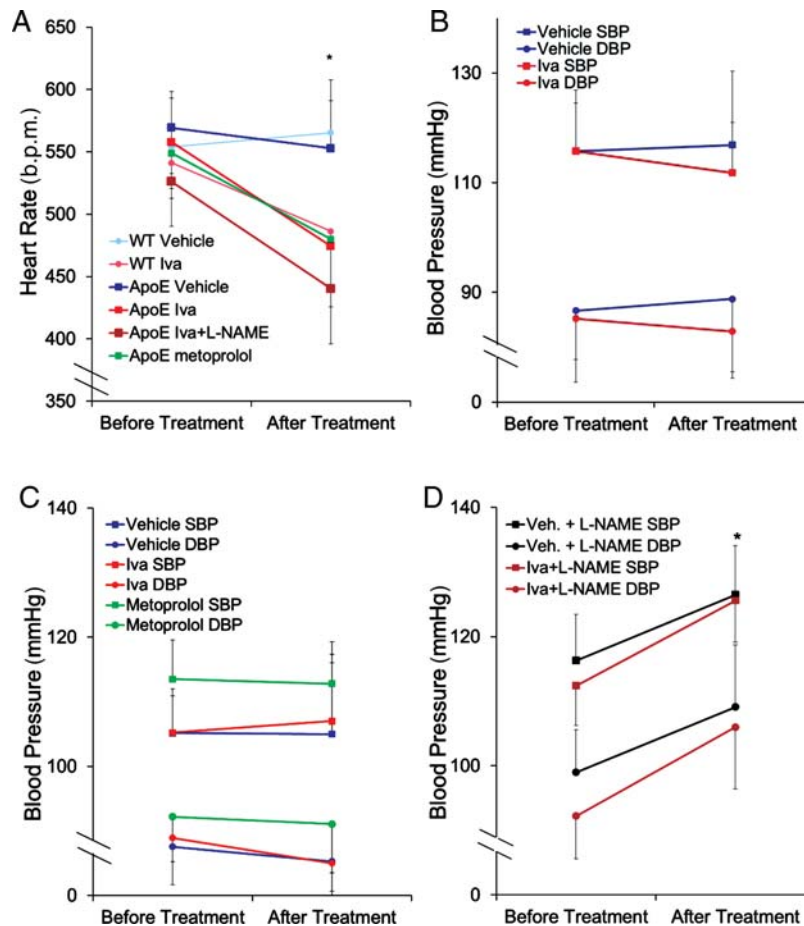 A
650
600
550
500
450
400
350
Heart Rate (b.p.m.)
*
WT Vehicle
WT Iva
ApoE Vehicle
ApoE Iva
ApoE Iva+L-NAME
ApoE metoprolol
Before Treatment
After Treatment
B
130
110
90
0
Blood Pressure (mmHg)
Vehicle SBP
Vehicle DBP
Iva SBP
Iva DBP
Before Treatment
After Treatment
C
140
120
100
0
Blood Pressure (mmHg)
Vehicle SBP
Vehicle DBP
Iva SBP
Iva DBP
Metoprolol SBP
Metoprolol DBP
Before Treatment
After Treatment
D
140
120
100
0
Blood Pressure (mmHg)
Veh. + L-NAME SBP
Veh. + L-NAME DBP
Iva+L-NAME SBP
Iva+L-NAME DBP
*
Before Treatment
After Treatment